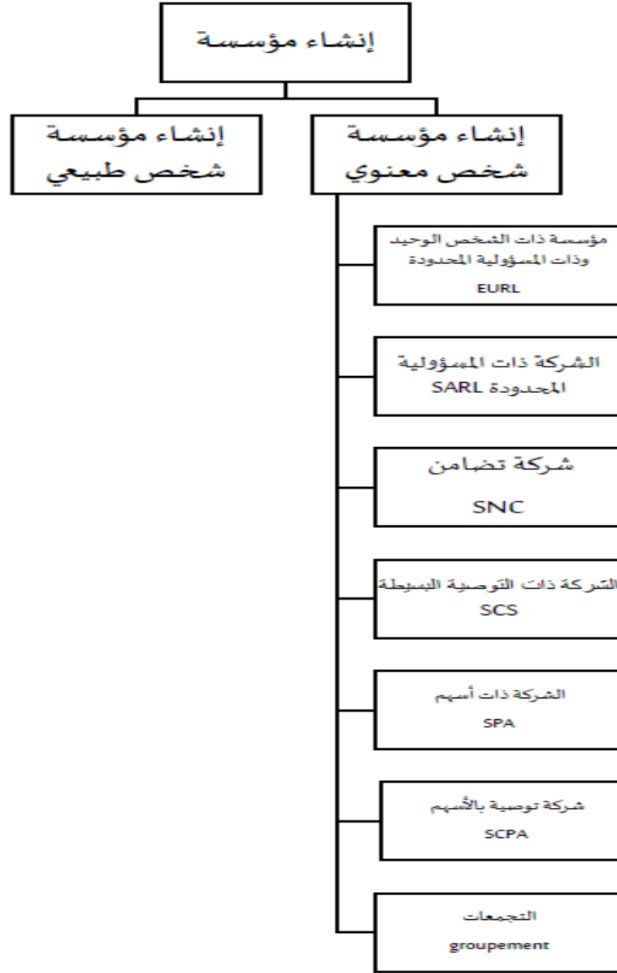 إنشاء مؤسسة
إنشاء مؤسسة
شخص معنوي
إنشاء مؤسسة
شخص طبيعي
مؤسسة ذات الشخص الوحيد
وذات المسؤولية المحدودة
EURL
الشركة ذات المسؤولية
المحدودة SARL
شركة تضامن
SNC
الشركة ذات التوصية البسيطة
SCS
الشركة ذات أسهم
SPA
شركة توصية بالأسهم
SCPA
التجمعات
groupement